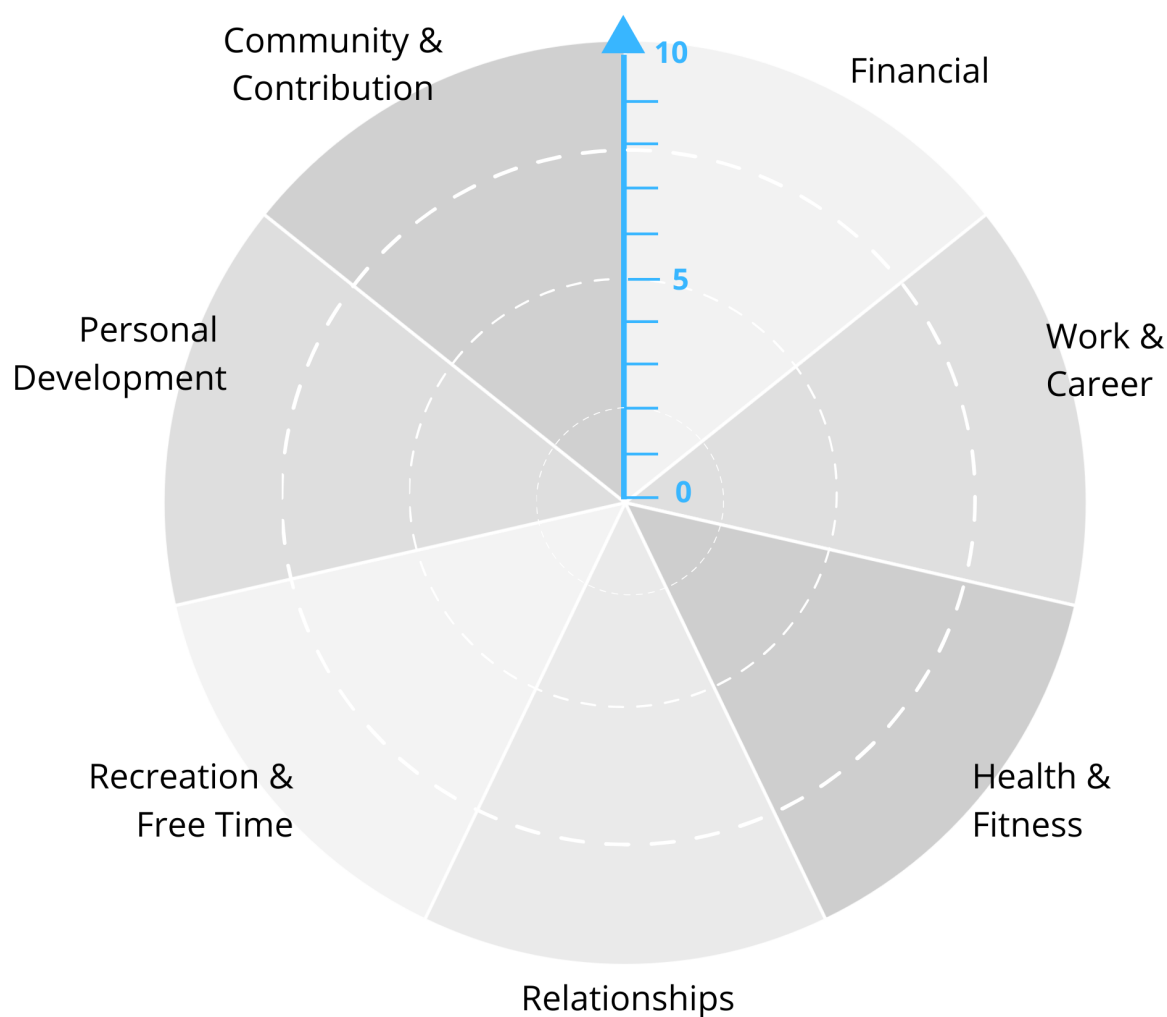 Community &
Contribution
10
Financial
Personal
Development
5
Work &
Career
0
Recreation &
Free Time
Health &
Fitness
Relationships